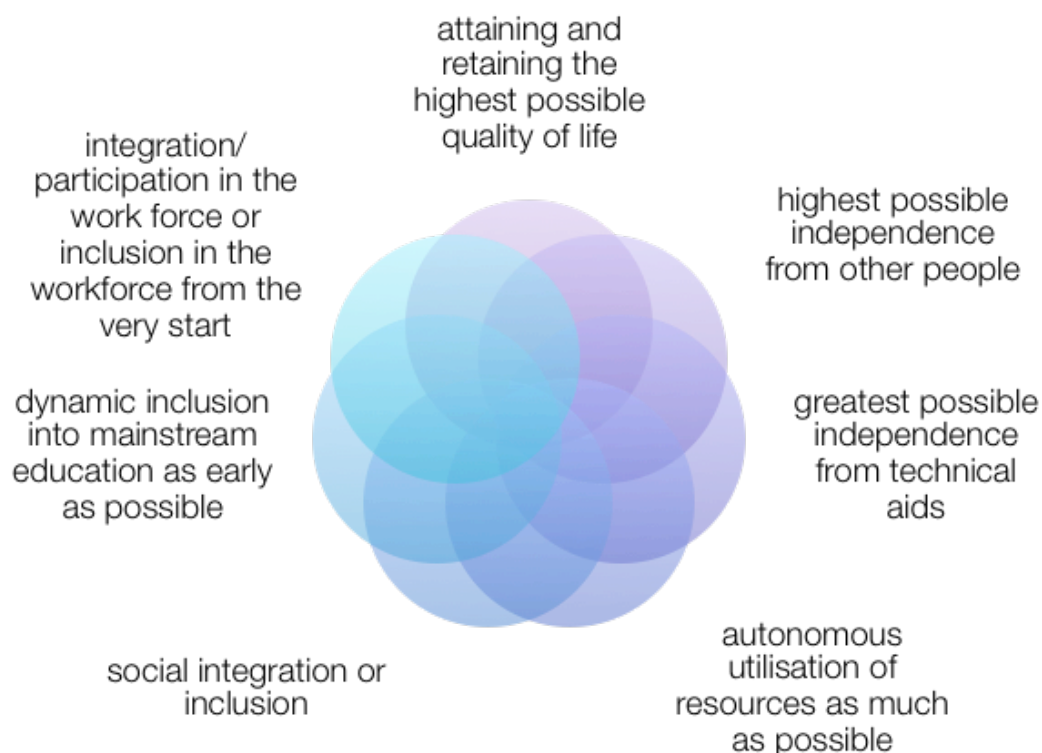 attaining and
retaining the
highest possible
quality of life
highest possible
independence
from other people
greatest possible
independence
from technical
aids
autonomous
utilisation of
resources as much
as possible
social integration or
inclusion
dynamic inclusion
into mainstream
education as early
as possible
integration/
participation in the
work force or
inclusion in the
workforce from the
very start